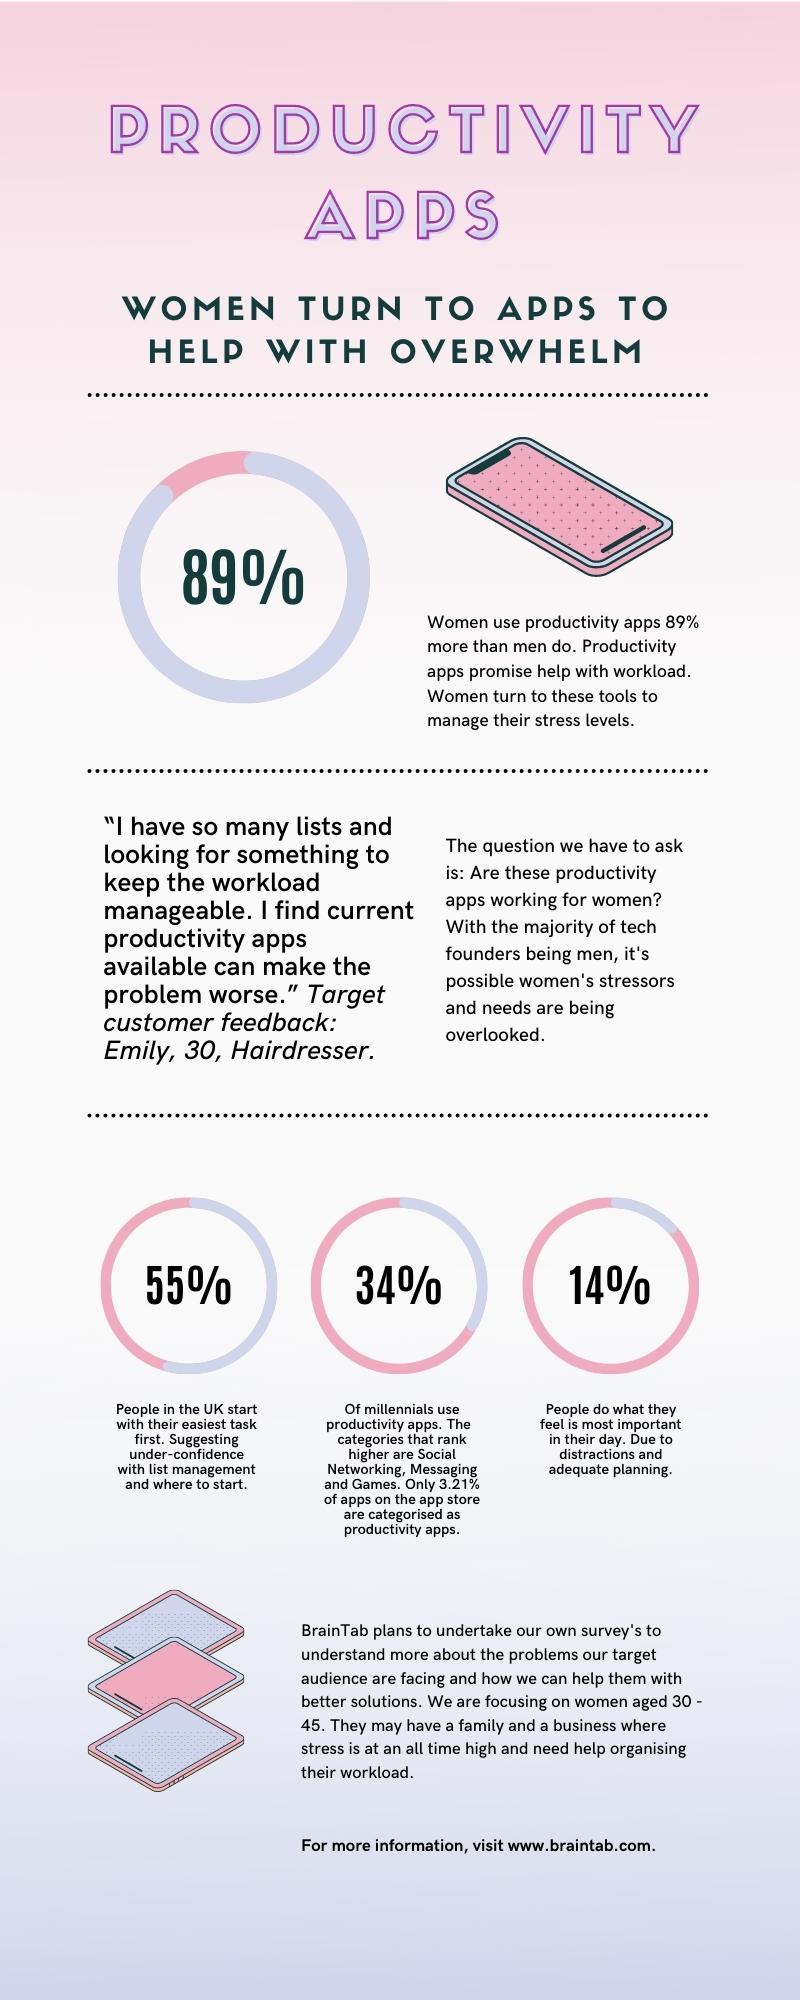 PRODUCTIVITY
APPS
WOMEN TURN TO APPS TO
HELP WITH OVERWHELM
89%
Women use productivity apps 89%
more than men do. Productivity
apps promise help with workload.
Women turn to these tools to
manage their stress levels.
“I have so many lists and
looking for something to
keep the workload
manageable. I find current
productivity apps
available can make the
problem worse.” Target
customer feedback:
Emily, 30, Hairdresser.
The question we have to ask
is: Are these productivity
apps working for women?
With the majority of tech
founders being men, it's
possible women's stressors
and needs are being
overlooked.
55%
People in the UK start
with their easiest task
first. Suggesting
under-confidence
with list management
and where to start.
34%
Of millennials use
productivity apps. The
categories that rank
higher are Social
Networking, Messaging
and Games. Only 3.21%
of apps on the app store
are categorised as
productivity apps.
14%
People do what they
feel is most important
in their day. Due to
distractions and
adequate planning.
BrainTab plans to undertake our own survey's to
understand more about the problems our target
audience are facing and how we can help them with
better solutions. We are focusing on women aged 30 -
45. They may have a family and a business where
stress is at an all time high and need help organising
their workload.
For more information, visit www.braintab.com.